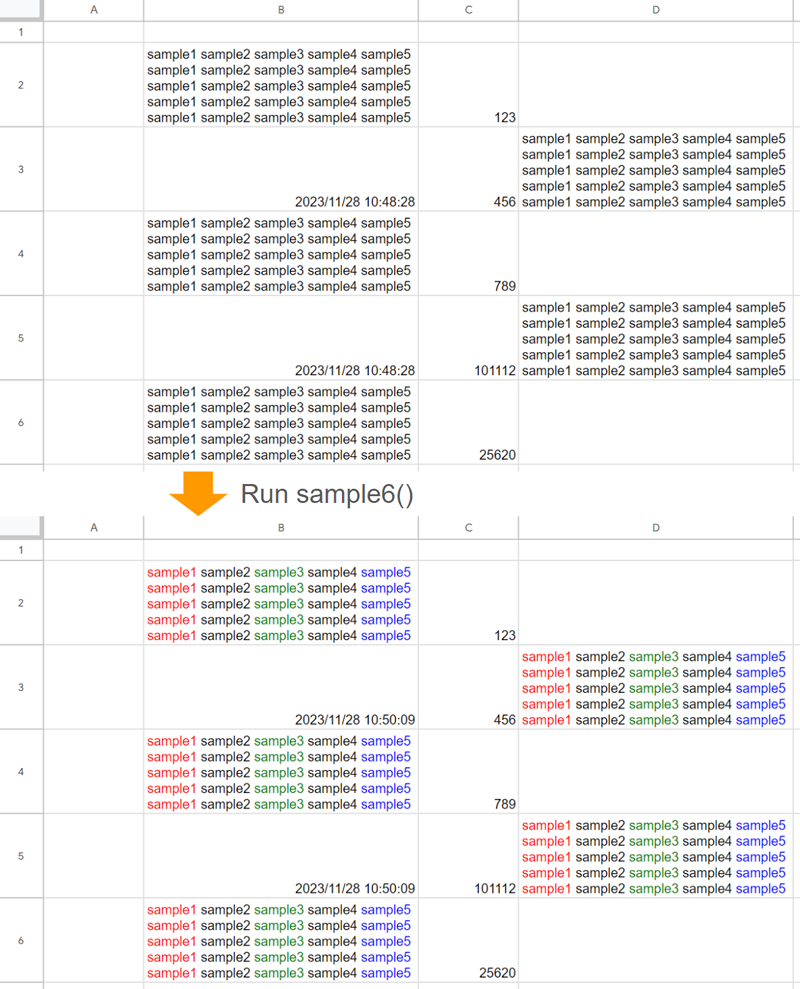 A B C D
1
sample1 sample2 sample3 sample4 sample5
sample1 sample2 sample3 sample4 sample5
2 sample1 sample2 sample3 sample4 sample5
sample1 sample2 sample3 sample4 sample5
sample1 sample2 sample3 sample4 sample5 123
sample1 sample2 sample3 sample4 sample5
sample1 sample2 sample3 sample4 sample5
3 sample1 sample2 sample3 sample4 sample5
sample1 sample2 sample3 sample4 sample5
2023/11/28 10:48:28 456 sample1 sample2 sample3 sample4 sample5
sample1 sample2 sample3 sample4 sample5
sample1 sample2 sample3 sample4 sample5
4 sample1 sample2 sample3 sample4 sample5
sample1 sample2 sample3 sample4 sample5
sample1 sample2 sample3 sample4 sample5 789
sample1 sample2 sample3 sample4 sample5
sample1 sample2 sample3 sample4 sample5
5 sample1 sample2 sample3 sample4 sample5
sample1 sample2 sample3 sample4 sample5
2023/11/28 10:48:28 101112 sample1 sample2 sample3 sample4 sample5
sample1 sample2 sample3 sample4 sample5
sample1 sample2 sample3 sample4 sample5
6 sample1 sample2 sample3 sample4 sample5
sample1 sample2 sample3 sample4 sample5
sample1 sample2 sample3 sample4 sample5 25620
Run sample6()
A B C D
1
sample1 sample2 sample3 sample4 sample5
sample1 sample2 sample3 sample4 sample5
2 sample1 sample2 sample3 sample4 sample5
sample1 sample2 sample3 sample4 sample5
sample1 sample2 sample3 sample4 sample5 123
sample1 sample2 sample3 sample4 sample5
sample1 sample2 sample3 sample4 sample5
3 sample1 sample2 sample3 sample4 sample5
sample1 sample2 sample3 sample4 sample5
2023/11/28 10:50:09 456 sample1 sample2 sample3 sample4 sample5
sample1 sample2 sample3 sample4 sample5
sample1 sample2 sample3 sample4 sample5
4 sample1 sample2 sample3 sample4 sample5
sample1 sample2 sample3 sample4 sample5
sample1 sample2 sample3 sample4 sample5 789
sample1 sample2 sample3 sample4 sample5
sample1 sample2 sample3 sample4 sample5
5 sample1 sample2 sample3 sample4 sample5
sample1 sample2 sample3 sample4 sample5
2023/11/28 10:50:09 101112 sample1 sample2 sample3 sample4 sample5
sample1 sample2 sample3 sample4 sample5
sample1 sample2 sample3 sample4 sample5
6 sample1 sample2 sample3 sample4 sample5
sample1 sample2 sample3 sample4 sample5
sample1 sample2 sample3 sample4 sample5 25620